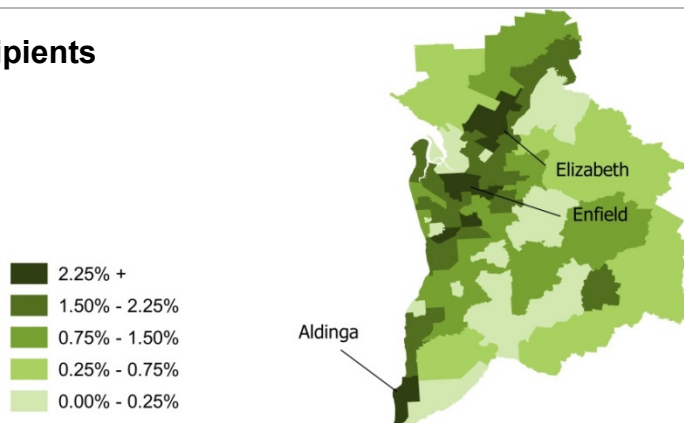 ipients
Elizabeth
Enfield
2.25% +
1.50% - 2.25%
0.75% - 1.50%
0.25% - 0.75%
0.00% - 0.25%
Aldinga